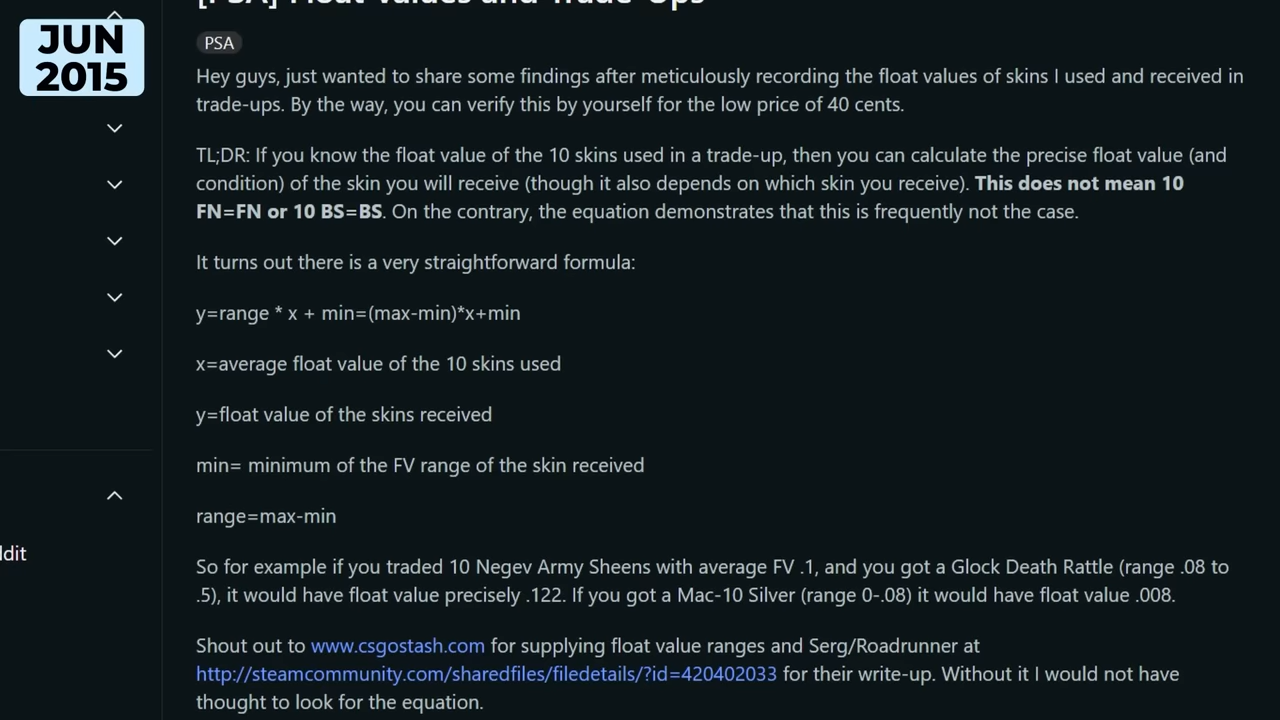 [PSA] Float Values and Trade-Ups
JUN
2015
PSA
Hey guys, just wanted to share some findings after meticulously recording the float values of skins I used and received in
trade-ups. By the way, you can verify this by yourself for the low price of 40 cents.
TL;DR: If you know the float value of the 10 skins used in a trade-up, then you can calculate the precise float value (and
condition) of the skin you will receive (though it also depends on which skin you receive). This does not mean 10
FN=FN or 10 BS=BS. On the contrary, the equation demonstrates that this is frequently not the case.
It turns out there is a very straightforward formula:
y=range * x + min=(max-min)*x+min
x=average float value of the 10 skins used
y=float value of the skins received
min= minimum of the FV range of the skin received
range=max-min
ddit
So for example if you traded 10 Negev Army Sheens with average FV .1, and you got a Glock Death Rattle (range .08 to
.5), it would have float value precisely .122. If you got a Mac-10 Silver (range 0-.08) it would have float value .008.
Shout out to www.csgostash.com for supplying float value ranges and Serg/Roadrunner at
http://steamcommunity.com/sharedfiles/filedetails/?id=420402033 for their write-up. Without it I would not have
thought to look for the equation.